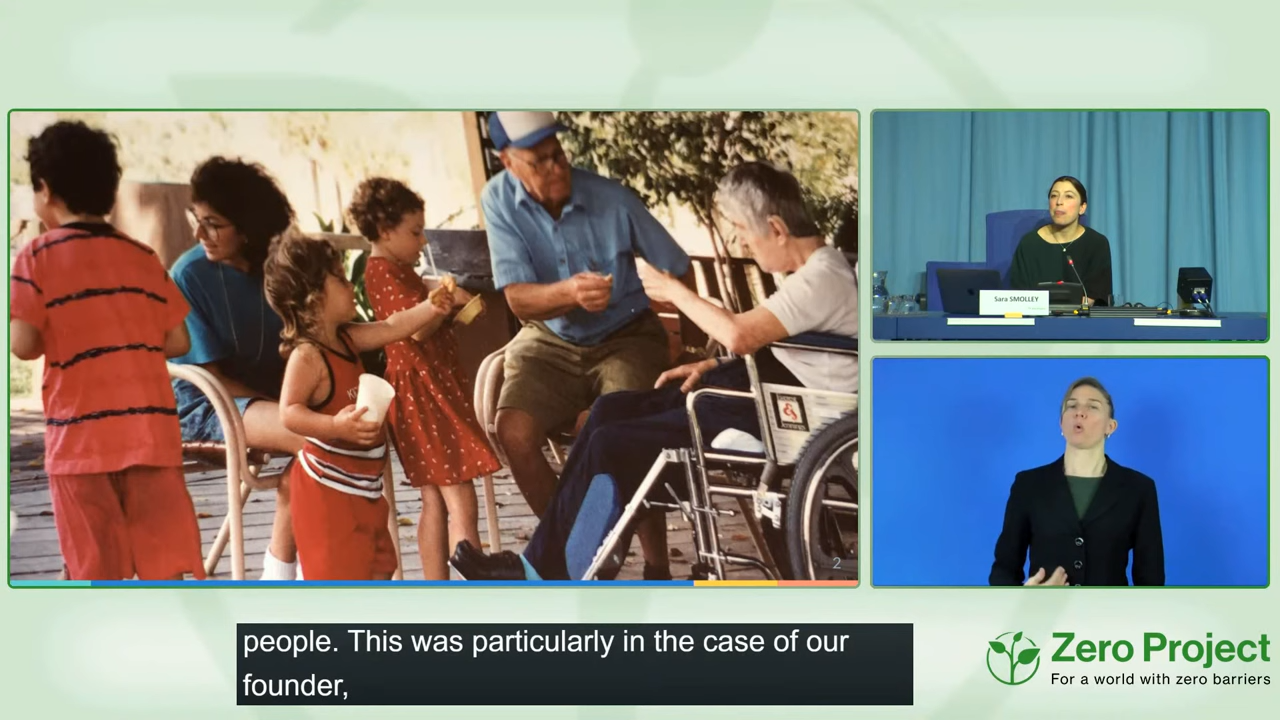 Sara SMOLLEY
2
people. This was particularly in the case of our
founder,
Zero Project
For a world with zero barriers